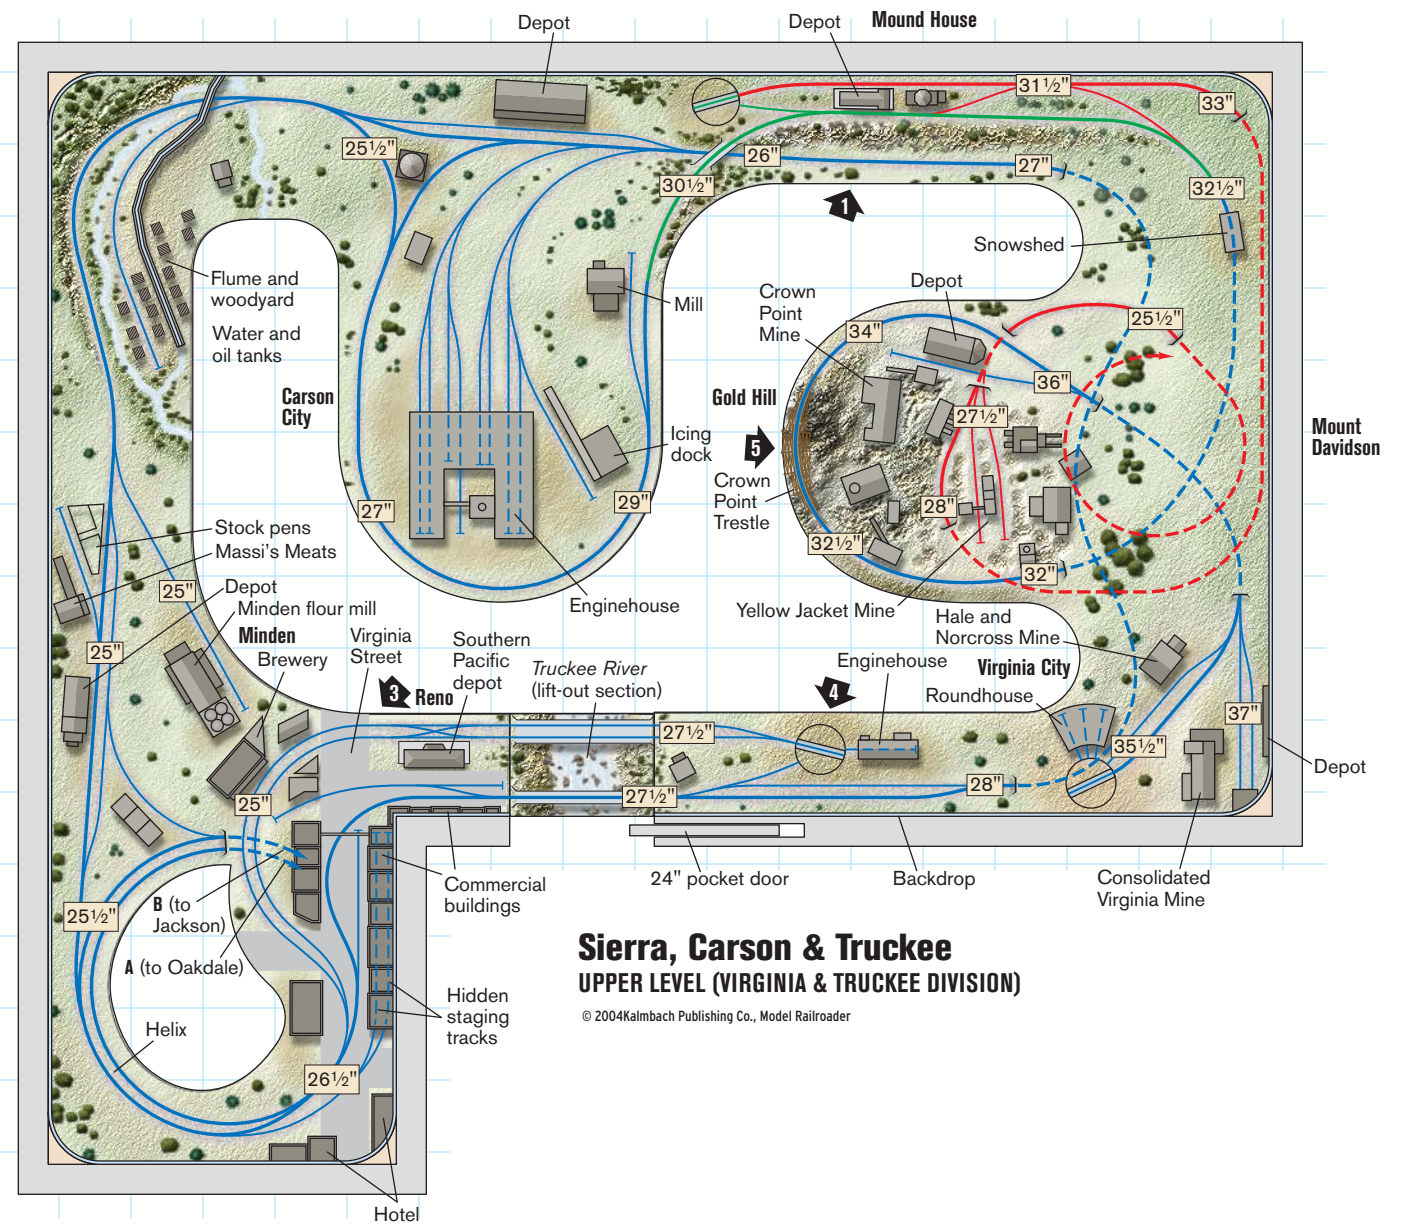 Depot
Depot
Mound House
31½"
33"
25½"
26"
27"
30½"
32½"
Snowshed
Flume and
woodyard
Water and
oil tanks
Mill
Crown
Point
Mine
Depot
25½"
34"
36"
1
Carson
City
Gold Hill
5
27½"
Mount
Davidson
Icing
dock
Crown
Point
Trestle
27"
29"
28"
32½"
32"
Stock pens
Massi's Meats
25"
Depot
Minden flour mill
Minden
Brewery
25"
Virginia
Street
Enginehouse
Southern
Pacific
depot
Truckee River
(lift-out section)
Yellow Jacket Mine
Hale and
Norcross Mine
Enginehouse
Virginia City
Roundhouse
3
Reno
4
27½"
37"
35½"
Depot
25"
27½"
28"
24" pocket door
Backdrop
Consolidated
Virginia Mine
Commercial
buildings
25½"
B (to
Jackson)
A (to Oakdale)
Helix
Hidden
staging
tracks
26½"
Hotel
Sierra, Carson & Truckee
UPPER LEVEL (VIRGINIA & TRUCKEE DIVISION)
© 2004Kalmbach Publishing Co., Model Railroader